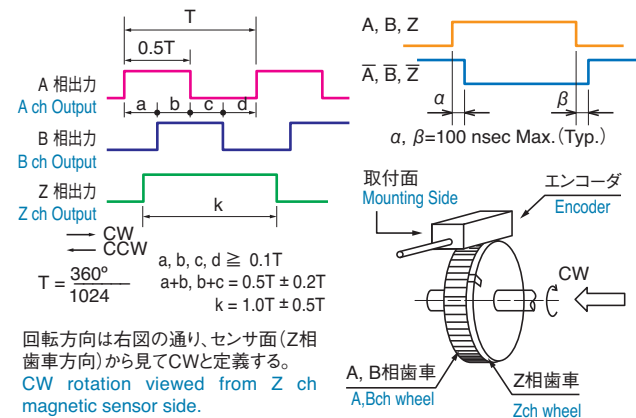 T
0.5T
A 相出力
A ch Output
a b c d
B 相出力
B ch Output
Z 相出力
Z ch Output
k
CW
CCW
T = 360° / 1024
a, b, c, d ≧ 0.1T
a+b, b+c = 0.5T ± 0.2T
k = 1.0T ± 0.5T
回転方向は右図の通り、センサ面(Z相
歯車方向)から見てCWと定義する。
CW rotation viewed from Z ch
magnetic sensor side.
A, B, Z
A̅, B̅, Z̅
α
β
α, β=100 nsec Max.(Typ.)
取付面
Mounting Side
エンコーダ
Encoder
CW
A, B相歯車
A,Bch wheel
Z相歯車
Zch wheel